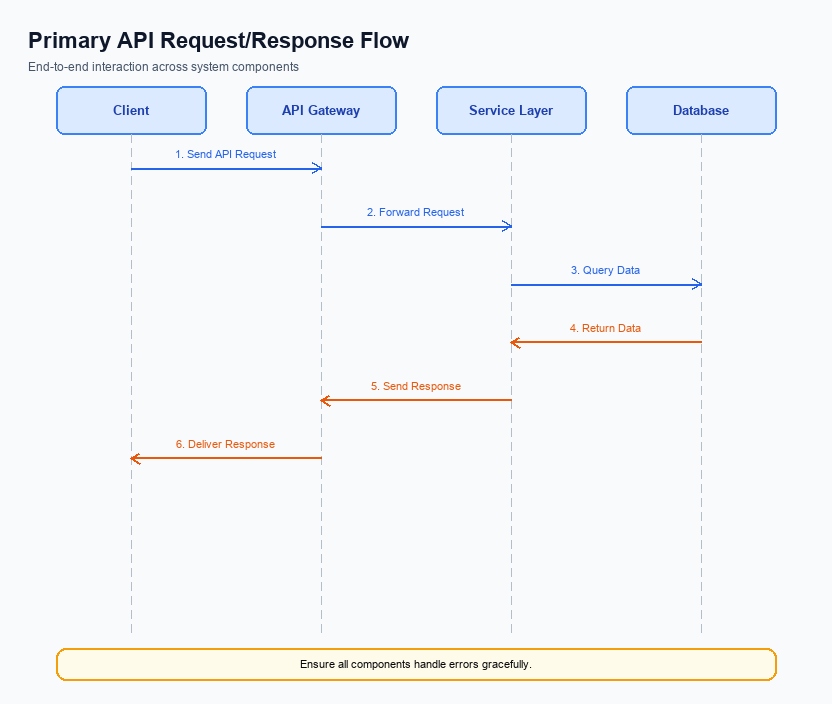 Primary API Request/Response Flow
End-to-end interaction across system components
Client
API Gateway
Service Layer
Database
1. Send API Request
2. Forward Request
3. Query Data
4. Return Data
5. Send Response
6. Deliver Response
Ensure all components handle errors gracefully.